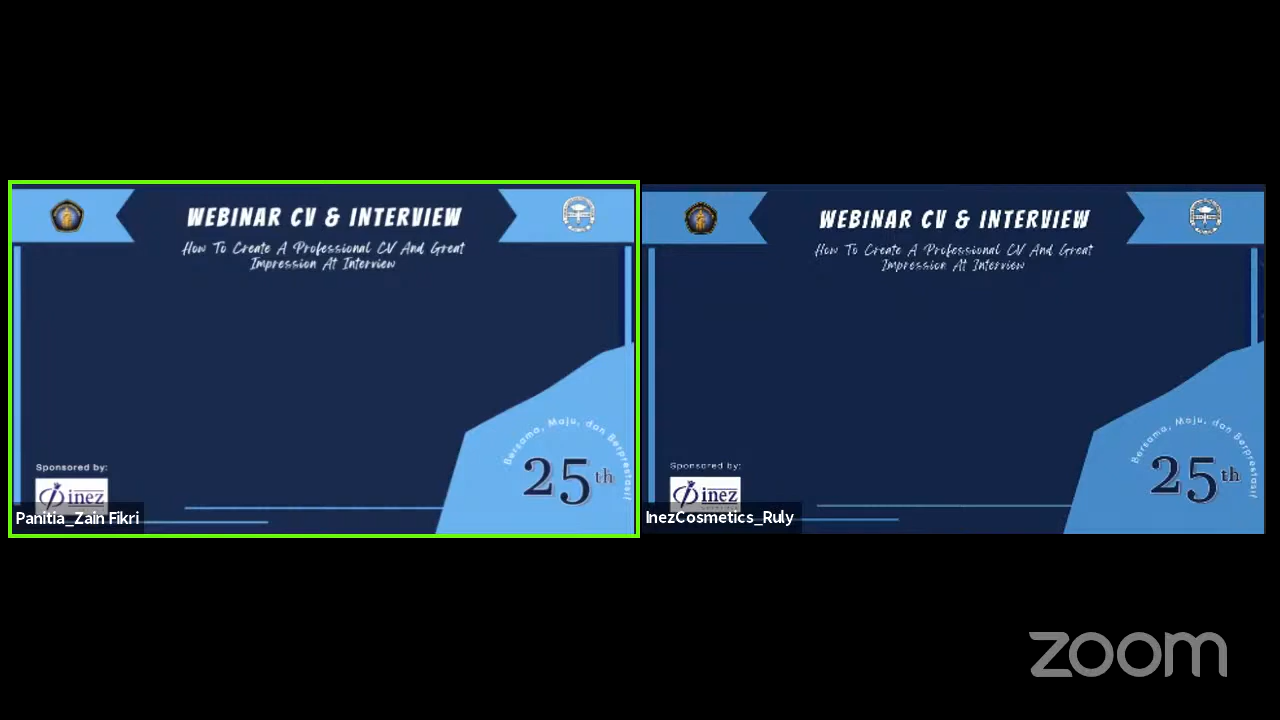 WEBINAR CV & INTERVIEW
How To Create A Professional CV And Great
Impression At Interview
Bersama, Maju, dan Berprestasi!
25th
Sponsored by:
inez
Panitia_Zain Fikri
WEBINAR CV & INTERVIEW
How To Create A Professional CV And Great
Impression At Interview
Bersama, Maju, dan Berprestasi!
25th
Sponsored by:
inez
InezCosmetics_Ruly
zoom